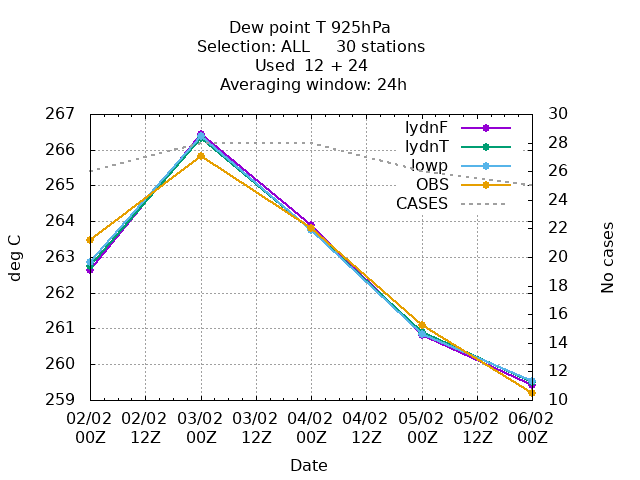 Dew point T 925hPa
Selection: ALL     30 stations
Used  12 + 24
Averaging window: 24h
267
266
265
264
263
262
261
260
259
30
28
26
24
22
20
18
16
14
12
10
deg C
No cases
lydnF
lydnT
lowp
OBS
CASES
02/02 02/02 03/02 03/02 04/02 04/02 05/02 05/02 06/02
00Z 12Z 00Z 12Z 00Z 12Z 00Z 12Z 00Z
Date